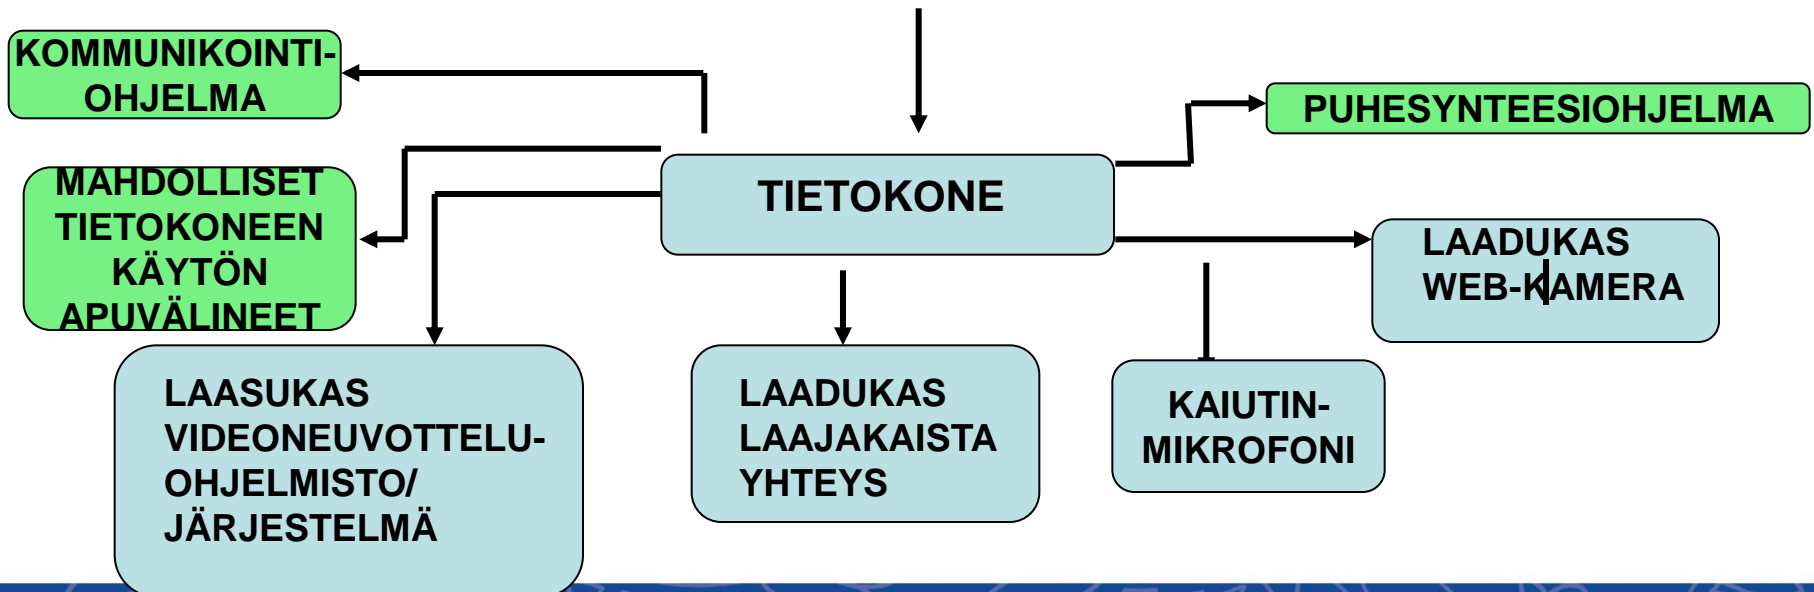 KOMMUNIKOINTI-
OHJELMA
PUHESYNTEESIOHJELMA
MAHDOLLISET
TIETOKONEEN
KÄYTÖN
APUVÄLINEET
TIETOKONE
LAADUKAS
WEB-KAMERA
LAASUKAS
VIDEONEUVOTTELU-
OHJELMISTO/
JÄRJESTELMÄ
LAADUKAS
LAAJAKAISTA
YHTEYS
KAIUTIN-
MIKROFONI